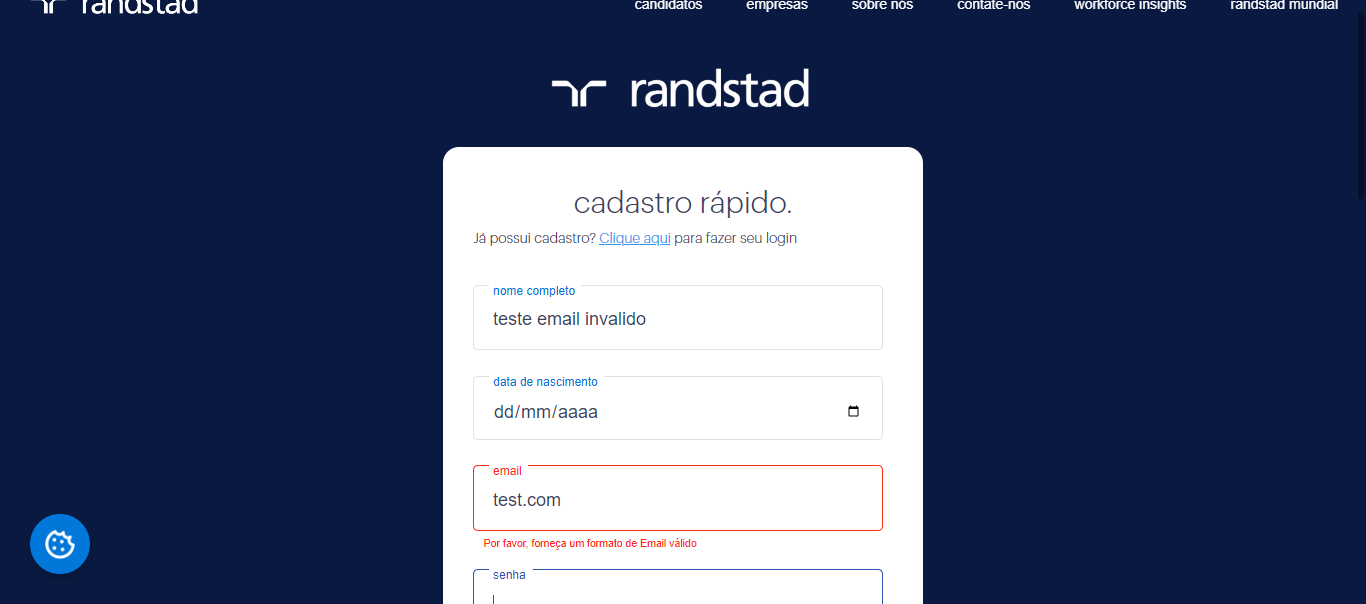 randstad
candidatos empresas sobre nós contate-nos workforce insights randstad mundial
randstad
cadastro rápido.
Já possui cadastro? Clique aqui para fazer seu login
nome completo
teste email invalido
data de nascimento
dd/mm/aaaa
email
test.com
Por favor, forneça um formato de Email válido
senha